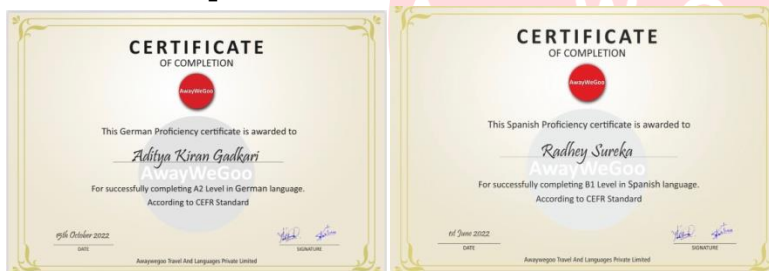 CERTIFICATE
OF COMPLETION
AwayWeGoo
This German Proficiency certificate is awarded to
Aditya Kiran Gadkari
AwayWeGoo
For successfully completing A2 Level in German language.
According to CEFR Standard
15th October 2022
DATE
SIGNATURE
Awaywegoo Travel And Languages Private Limited
CERTIFICATE
OF COMPLETION
AwayWeGoo
This Spanish Proficiency certificate is awarded to
Radhey Sureka
AwayWeGoo
For successfully completing B1 Level in Spanish language.
According to CEFR Standard
June 2022
DATE
SIGNATURE
Awaywegoo Travel And Languages Private Limited